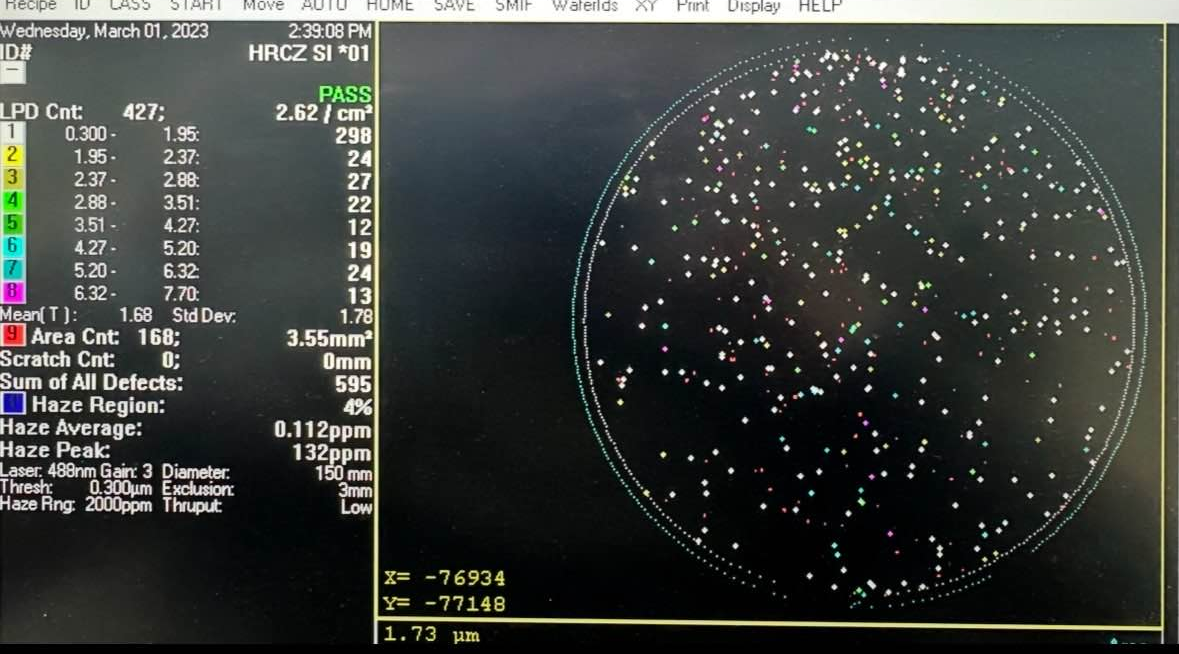 Recipe ID CASS START Move AUTO HOME SAVE SMIF WaferIds XY Print Display HELP
Wednesday, March 01, 2023 2:39:08 PM
ID# HRCZ SI *01
PASS
LPD Cnt: 427; 2.62 / cm²
1 0.300 - 1.95: 298
2 1.95 - 2.37: 24
3 2.37 - 2.88: 27
4 2.88 - 3.51: 22
5 3.51 - 4.27: 12
6 4.27 - 5.20: 19
7 5.20 - 6.32: 24
8 6.32 - 7.70: 13
Mean( T ): 1.68 Std Dev: 1.78
9 Area Cnt: 168; 3.55mm²
Scratch Cnt: 0; 0mm
Sum of All Defects: 595
Haze Region: 4%
Haze Average: 0.112ppm
Haze Peak: 132ppm
Laser: 488nm Gain: 3 Diameter: 150 mm
Thresh: 0.300µm Exclusion: 3mm
Haze Rng: 2000ppm Thruput: Low
X= -76934
Y= -77148
1.73 µm